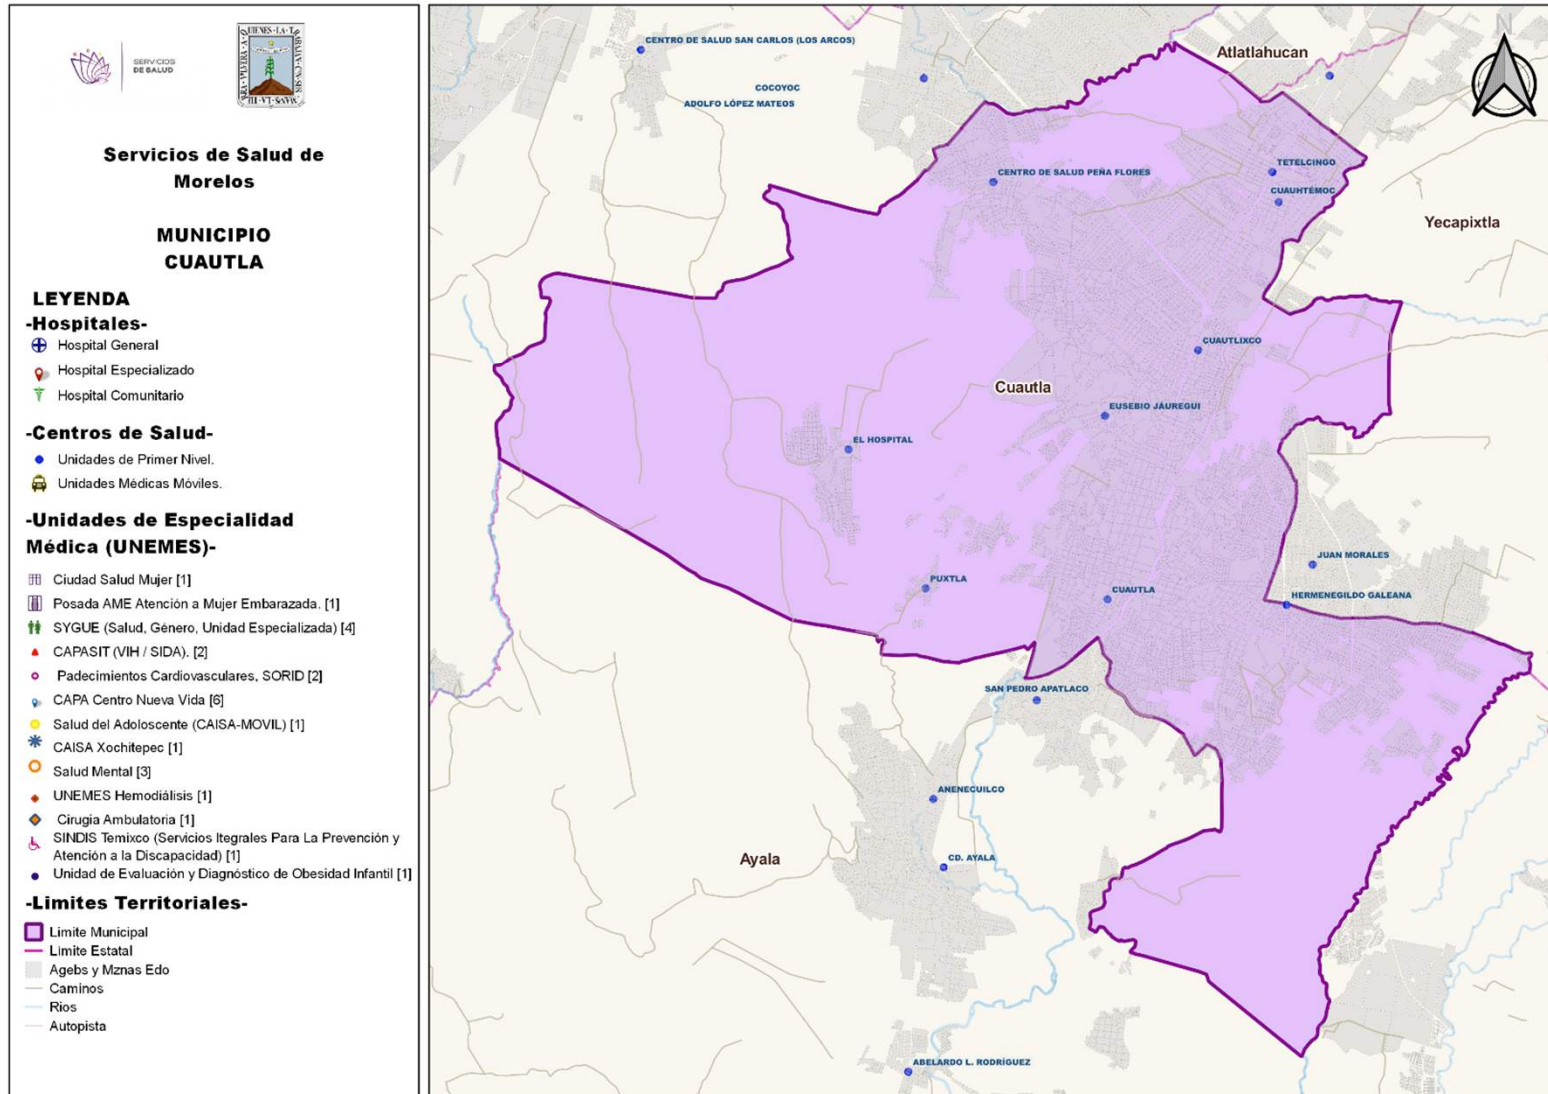 SERVICIOS
DE SALUD
Servicios de Salud de
Morelos
MUNICIPIO
CUAUTLA
LEYENDA
-Hospitales-
Hospital General
Hospital Especializado
Hospital Comunitario
-Centros de Salud-
Unidades de Primer Nivel.
Unidades Médicas Móviles.
-Unidades de Especialidad
Médica (UNEMES)-
Ciudad Salud Mujer [1]
Posada AME Atención a Mujer Embarazada. [1]
SYGUE (Salud, Género, Unidad Especializada) [4]
CAPASIT (VIH / SIDA). [2]
Padecimientos Cardiovasculares, SORID [2]
CAPA Centro Nueva Vida [6]
Salud del Adoloscente (CAISA-MOVIL) [1]
CAISA Xochitepec [1]
Salud Mental [3]
UNEMES Hemodiálisis [1]
Cirugia Ambulatoria [1]
SINDIS Temixco (Servicios Itegrales Para La Prevención y
Atención a la Discapacidad) [1]
Unidad de Evaluación y Diagnóstico de Obesidad Infantil [1]
-Limites Territoriales-
Limite Municipal
Limite Estatal
Agebs y Mznas Edo
Caminos
Rios
Autopista
N
CENTRO DE SALUD SAN CARLOS (LOS ARCOS)
Atlatlahucan
COCOYOC
ADOLFO LÓPEZ MATEOS
TETELCINGO
CENTRO DE SALUD PEÑA FLORES
CUAUHTÉMOC
Yecapixtla
CUAUTLIXCO
Cuautla
EUSEBIO JÁUREGUI
EL HOSPITAL
JUAN MORALES
PUXTLA
CUAUTLA
HERMENEGILDO GALEANA
SAN PEDRO APATLACO
ANENECUILCO
Ayala
CD. AYALA
ABELARDO L. RODRÍGUEZ